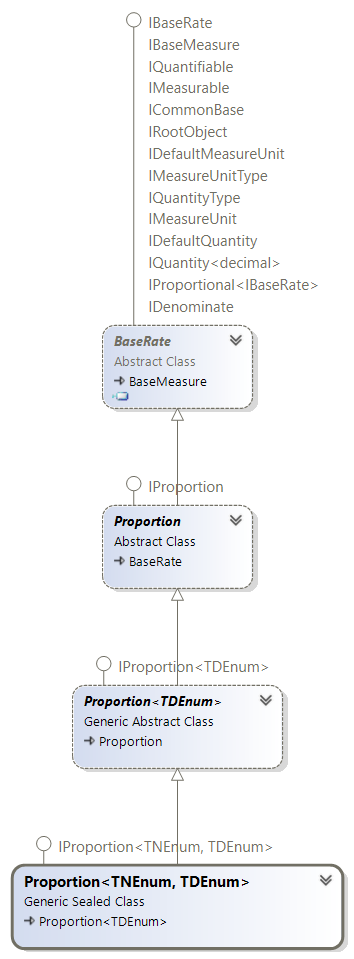 IBaseRate
IBaseMeasure
IQuantifiable
IMeasurable
ICommonBase
IRootObject
IDefaultMeasureUnit
IMeasureUnitType
IQuantityType
IMeasureUnit
IDefaultQuantity
IQuantity<decimal>
IProportional<IBaseRate>
IDenominate
BaseRate
Abstract Class
BaseMeasure
IProportion
Proportion
Abstract Class
BaseRate
IProportion<TDEnum>
Proportion<TDEnum>
Generic Abstract Class
Proportion
IProportion<TNEnum, TDEnum>
Proportion<TNEnum, TDEnum>
Generic Sealed Class
Proportion<TDEnum>